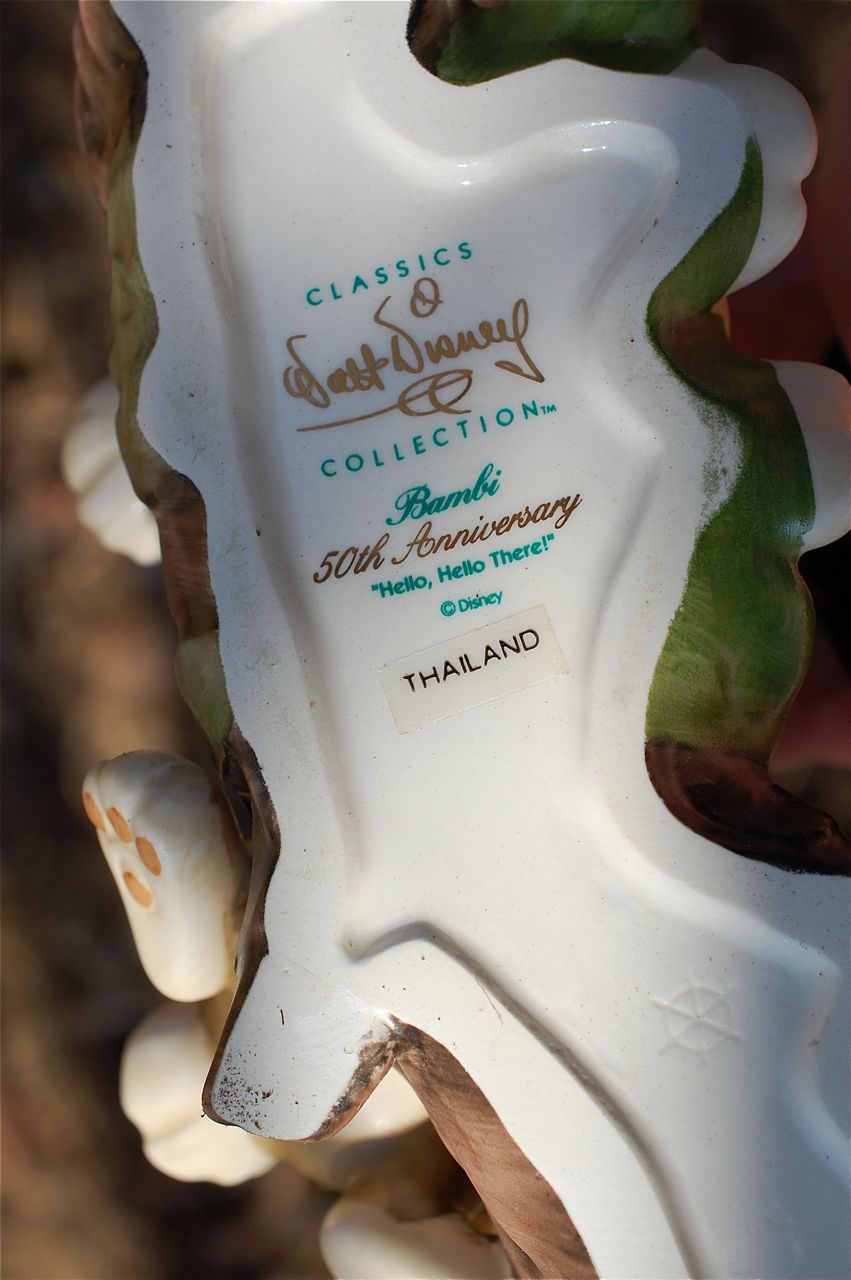 CLASSICS
Walt Disney
COLLECTION™
Bambi
50th Anniversary
"Hello, Hello There!"
© Disney
THAILAND